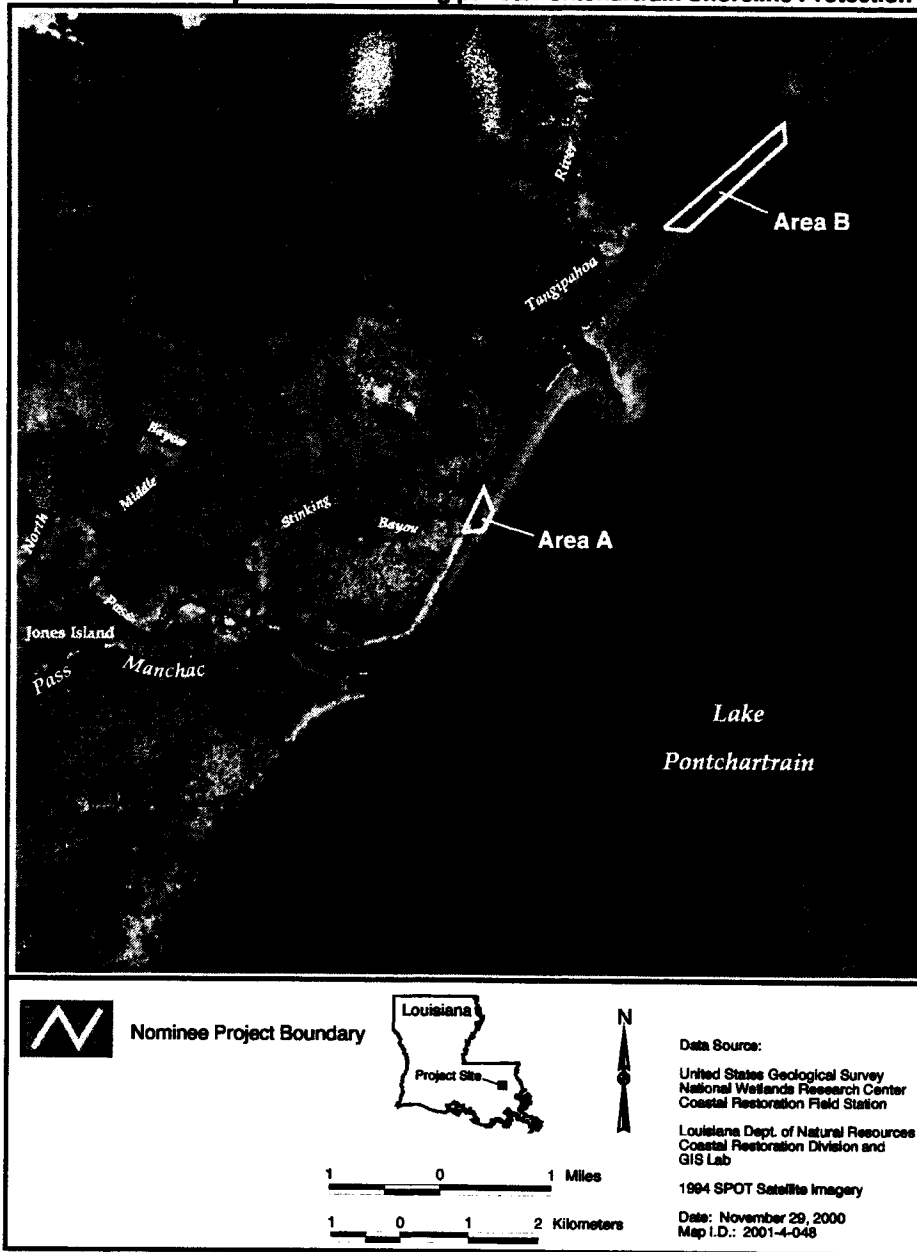 River
Area B
Tangipahoa
Bayou
Middle
North
Stinking
Bayou
Area A
Pass
Jones Island
Pass
Manchac
Lake
Pontchartrain
Nominee Project Boundary
Louisiana
Project Site
N
Data Source:
United States Geological Survey
National Wetlands Research Center
Coastal Restoration Field Station
Louisiana Dept. of Natural Resources
Coastal Restoration Division and
GIS Lab
1994 SPOT Satellite Imagery
Date: November 29, 2000
Map I.D.: 2001-4-048
1 0 1 Miles
1 0 1 2 Kilometers